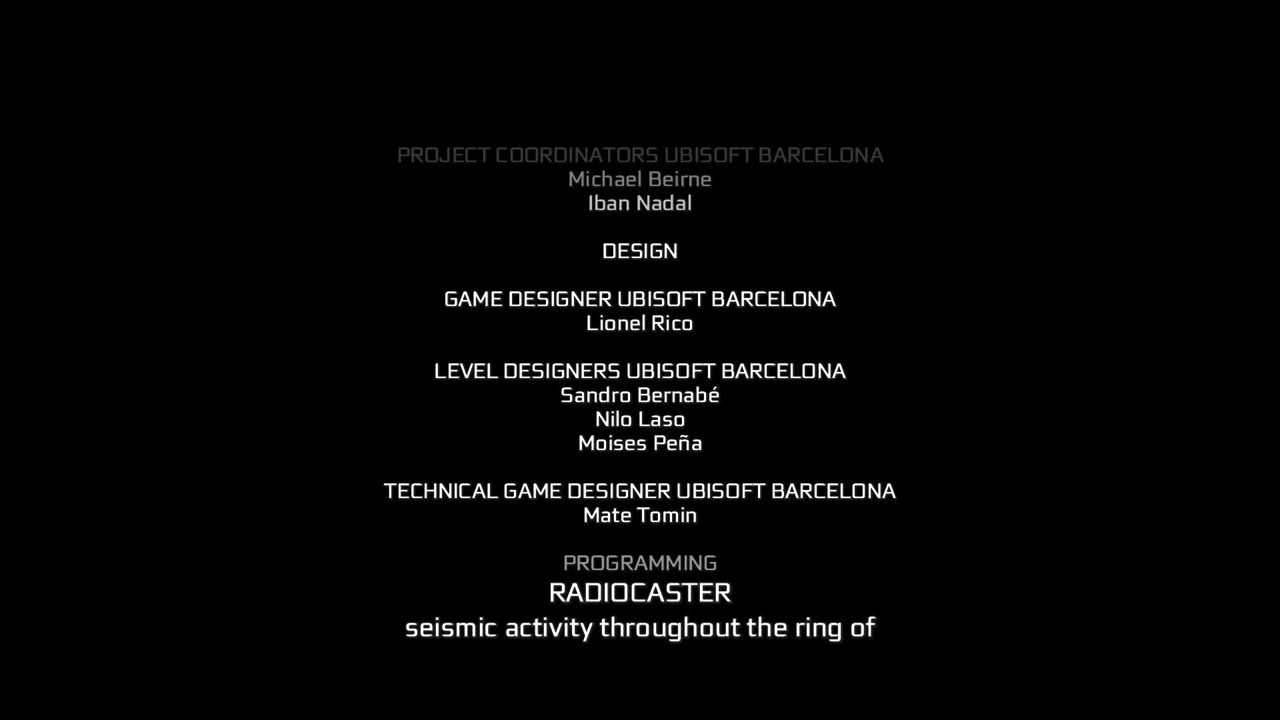 PROJECT COORDINATORS UBISOFT BARCELONA
Michael Beirne
Iban Nadal
DESIGN
GAME DESIGNER UBISOFT BARCELONA
Lionel Rico
LEVEL DESIGNERS UBISOFT BARCELONA
Sandro Bernabé
Nilo Laso
Moises Peña
TECHNICAL GAME DESIGNER UBISOFT BARCELONA
Mate Tomin
PROGRAMMING
RADIOCASTER
seismic activity throughout the ring of